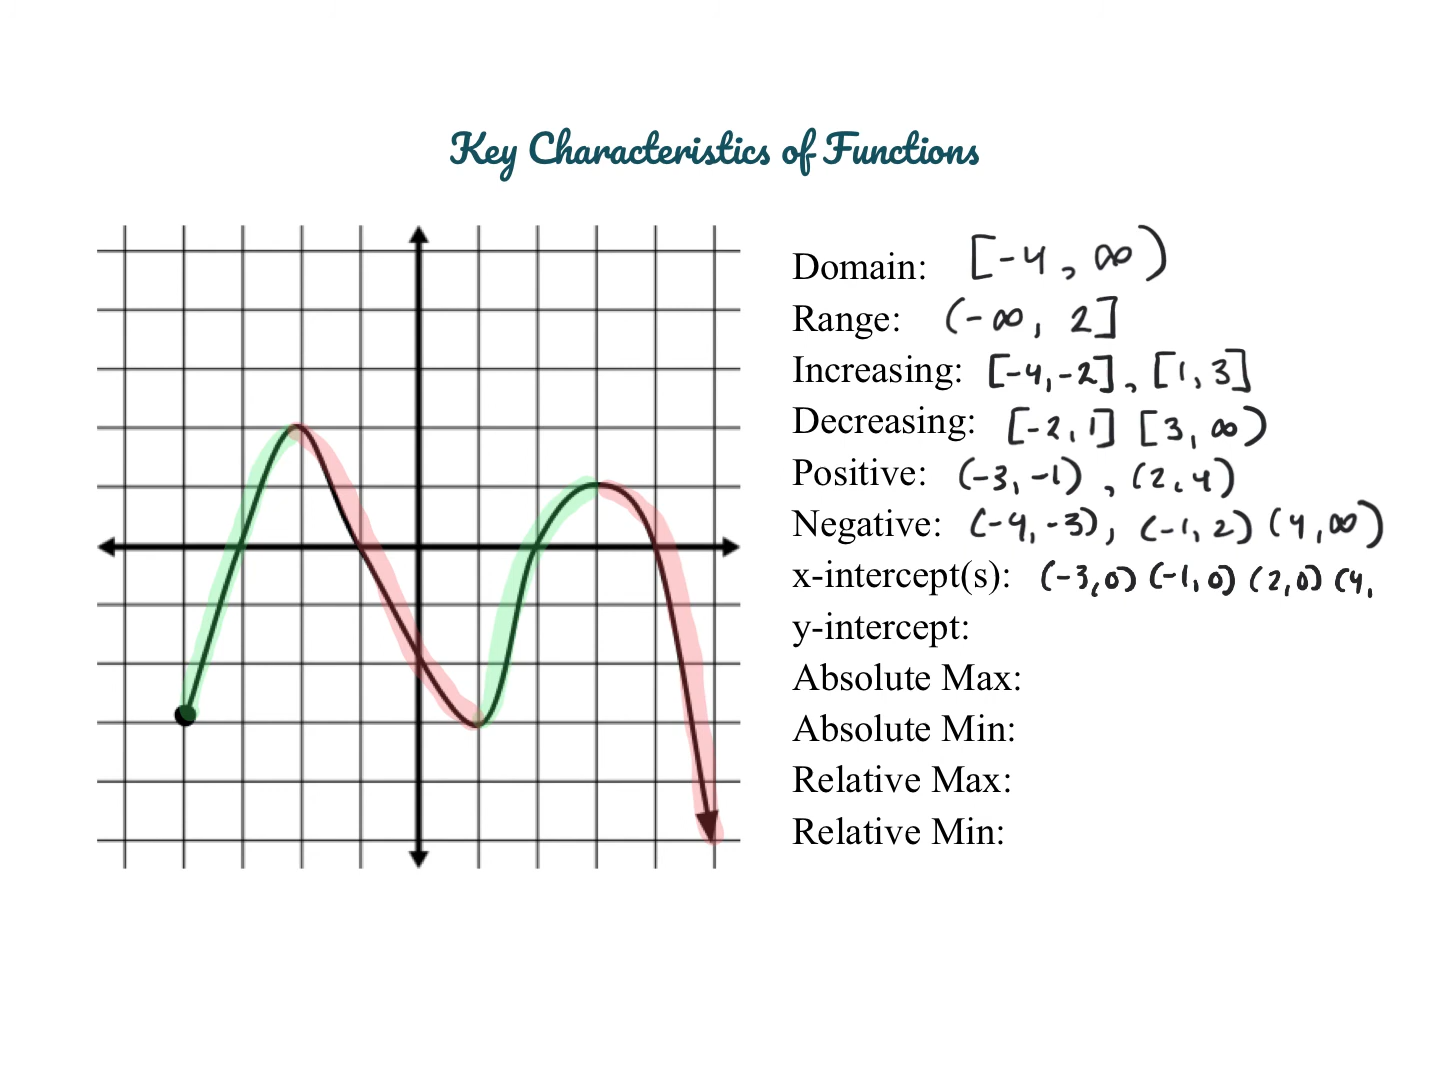 Key Characteristics of Functions
Domain: [-4, ∞)
Range: (-∞, 2]
Increasing: [-4,-2], [1, 3]
Decreasing: [-2,1] [3, ∞)
Positive: (-3,-1) , (2,4)
Negative: (-4,-3), (-1,2) (4,∞)
x-intercept(s): (-3,0) (-1,0) (2,0) (4,
y-intercept:
Absolute Max:
Absolute Min:
Relative Max:
Relative Min: